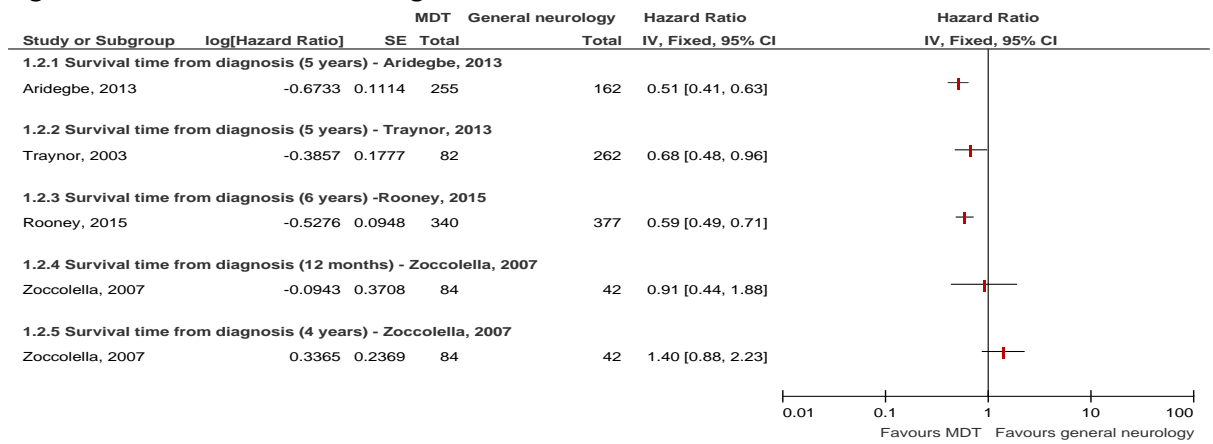 MDT General neurology Hazard Ratio Hazard Ratio
Study or Subgroup log[Hazard Ratio] SE Total Total IV, Fixed, 95% CI IV, Fixed, 95% CI
1.2.1 Survival time from diagnosis (5 years) - Aridegbe, 2013
Aridegbe, 2013 -0.6733 0.1114 255 162 0.51 [0.41, 0.63]
1.2.2 Survival time from diagnosis (5 years) - Traynor, 2013
Traynor, 2003 -0.3857 0.1777 82 262 0.68 [0.48, 0.96]
1.2.3 Survival time from diagnosis (6 years) -Rooney, 2015
Rooney, 2015 -0.5276 0.0948 340 377 0.59 [0.49, 0.71]
1.2.4 Survival time from diagnosis (12 months) - Zoccolella, 2007
Zoccolella, 2007 -0.0943 0.3708 84 42 0.91 [0.44, 1.88]
1.2.5 Survival time from diagnosis (4 years) - Zoccolella, 2007
Zoccolella, 2007 0.3365 0.2369 84 42 1.40 [0.88, 2.23]
0.01 0.1 1 10 100
Favours MDT Favours general neurology